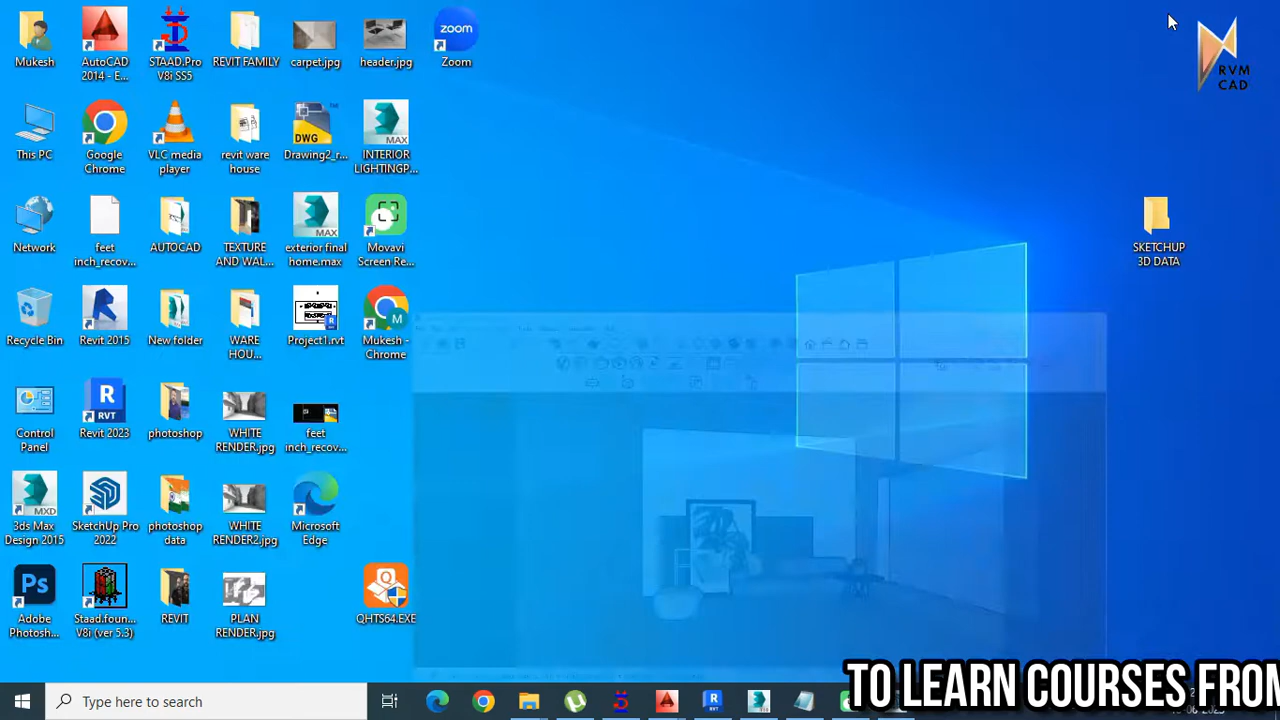 Mukesh
AutoCAD
2014 - E...
STAAD.Pro
V8i SS5
REVIT FAMILY
carpet.jpg
header.jpg
zoom
Zoom
RVM
CAD
This PC
Google
Chrome
VLC media
player
revit ware
house
DWG
Drawing2_r...
MAX
INTERIOR
LIGHTINGP...
Network
feet
inch_recov...
AUTOCAD
TEXTURE
AND WAL...
MAX
exterior final
home.max
Movavi
Screen Re...
SKETCHUP
3D DATA
Recycle Bin
Revit 2015
New folder
WARE
HOU...
Project1.rvt
M
Mukesh -
Chrome
Control
Panel
R
RVT
Revit 2023
photoshop
WHITE
RENDER.jpg
feet
inch_recov...
MXD
3ds Max
Design 2015
SketchUp Pro
2022
photoshop
data
WHITE
RENDER2.jpg
Microsoft
Edge
Ps
Adobe
Photosh...
Staad.foun...
V8i (ver 5.3)
REVIT
PLAN
RENDER.jpg
QHTS64.EXE
Type here to search
TO LEARN COURSES FROM